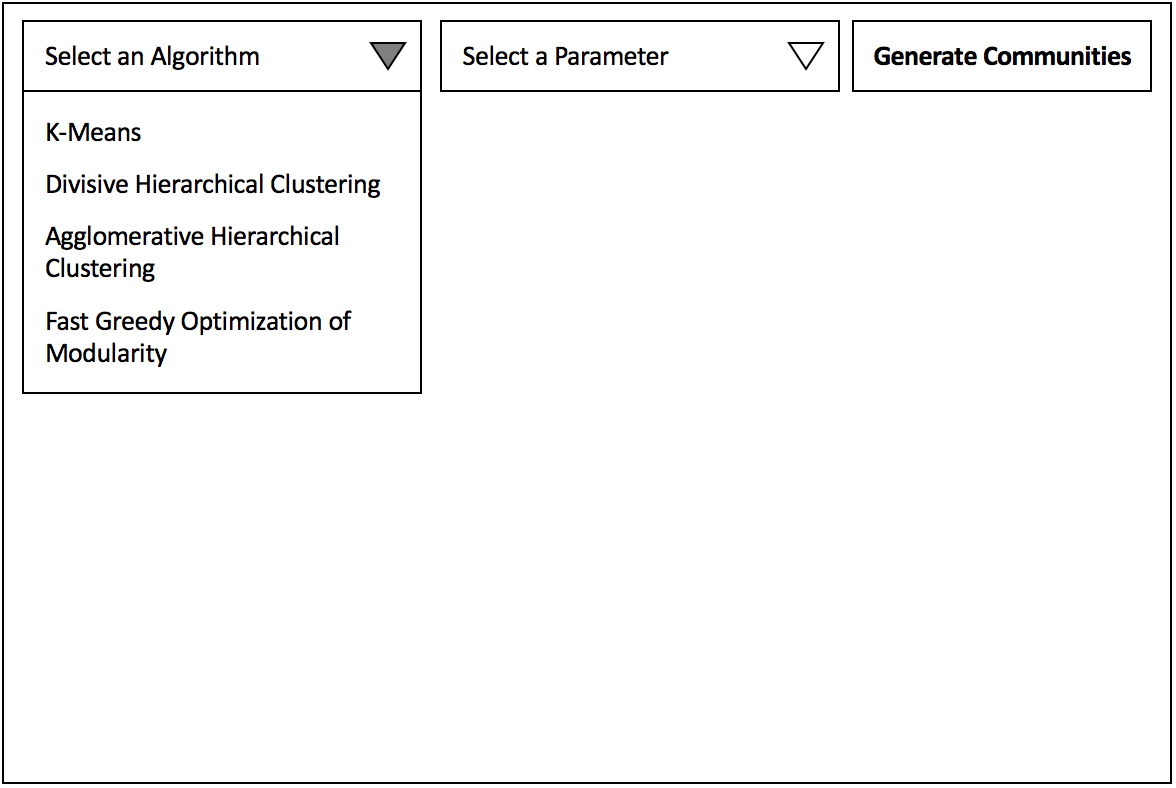 Select an Algorithm
Select a Parameter
Generate Communities
K-Means
Divisive Hierarchical Clustering
Agglomerative Hierarchical
Clustering
Fast Greedy Optimization of
Modularity